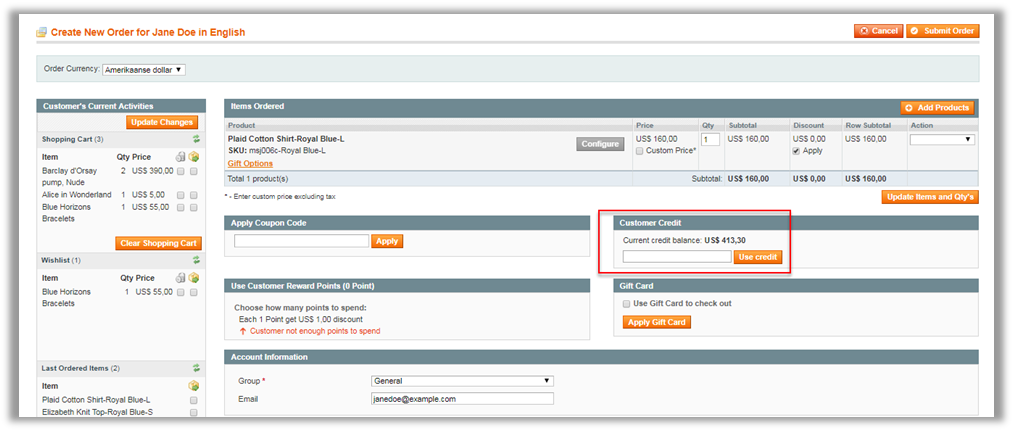 Create New Order for Jane Doe in English
Cancel
Submit Order
Order Currency: Amerikaanse dollar
Customer's Current Activities
Update Changes
Shopping Cart (3)
Item Qty Price
Barclay d'Orsay pump, Nude 2 US$ 390,00
Alice in Wonderland 1 US$ 5,00
Blue Horizons Bracelets 1 US$ 55,00
Clear Shopping Cart
Wishlist (1)
Item Qty Price
Blue Horizons Bracelets 1 US$ 55,00
Last Ordered Items (2)
Item
Plaid Cotton Shirt-Royal Blue-L
Elizabeth Knit Top-Royal Blue-S
Items Ordered
Add Products
Product Price Qty Subtotal Discount Row Subtotal Action
Plaid Cotton Shirt-Royal Blue-L US$ 160,00 1 US$ 160,00 US$ 0,00 US$ 160,00
SKU: msj006c-Royal Blue-L Configure Custom Price* Apply
Gift Options
Total 1 product(s) Subtotal: US$ 160,00 US$ 0,00 US$ 160,00
* - Enter custom price excluding tax
Update Items and Qty's
Apply Coupon Code
Apply
Customer Credit
Current credit balance: US$ 413,30
Use credit
Use Customer Reward Points (0 Point)
Choose how many points to spend:
Each 1 Point get US$ 1,00 discount
Customer not enough points to spend
Gift Card
Use Gift Card to check out
Apply Gift Card
Account Information
Group * General
Email janedoe@example.com